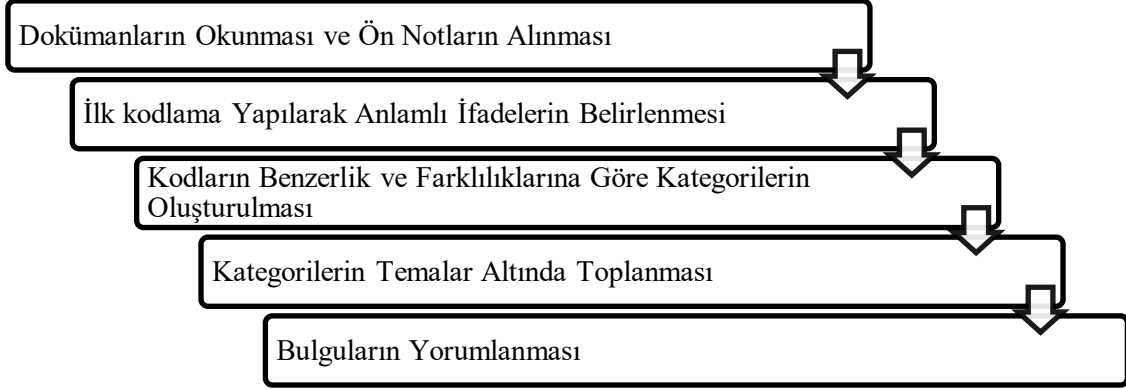 Dokümanların Okunması ve Ön Notların Alınması
İlk kodlama Yapılarak Anlamlı İfadelerin Belirlenmesi
Kodların Benzerlik ve Farklılıklarına Göre Kategorilerin
Oluşturulması
Kategorilerin Temalar Altında Toplanması
Bulguların Yorumlanması